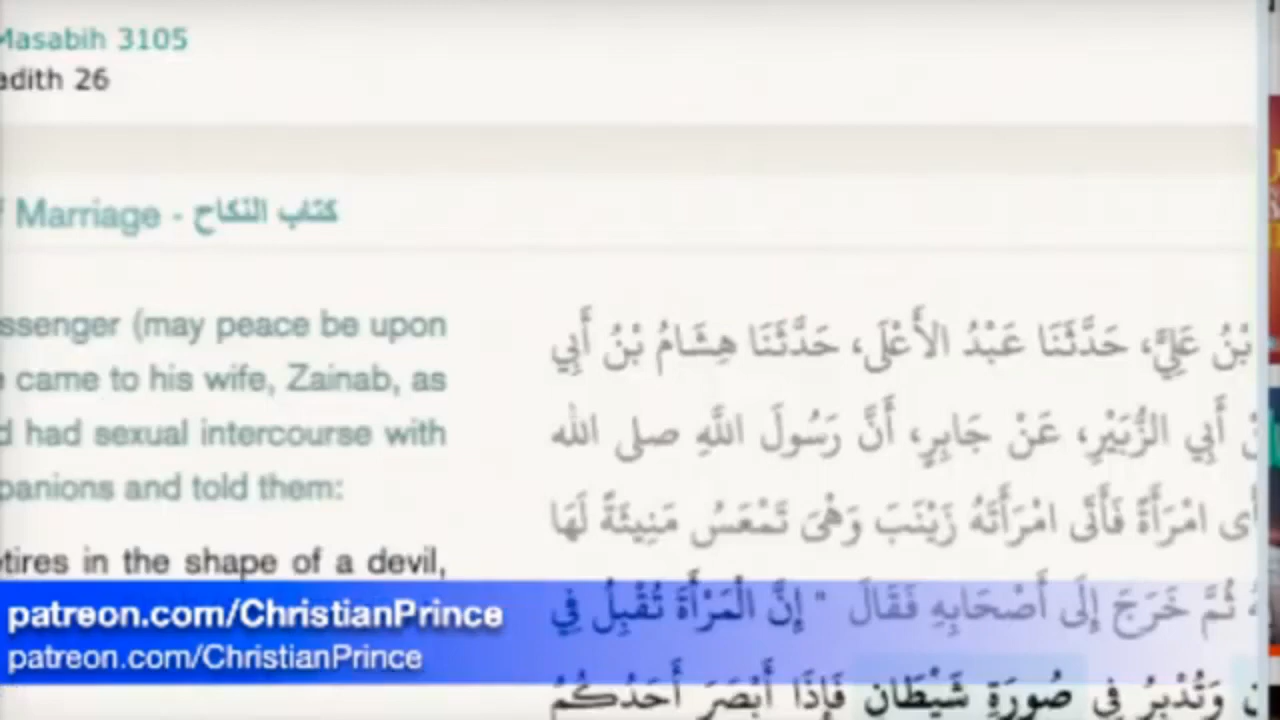 Masabih 3105
adith 26
f Marriage - كتاب النكاح
ssenger (may peace be upon
e came to his wife, Zainab, as
d had sexual intercourse with
panions and told them:
etires in the shape of a devil,
بْنُ عَلِيٍّ، حَدَّثَنَا عَبْدُ الأَعْلَى، حَدَّثَنَا هِشَامُ بْنُ أَبِي
نْ أَبِي الزُّبَيْرِ، عَنْ جَابِرٍ، أَنَّ رَسُولَ اللَّهِ صلى الله
أَى امْرَأَةً فَأَتَى امْرَأَتَهُ زَيْنَبَ وَهْىَ تَمْعَسُ مَنِيئَةً لَهَا
ثُمَّ خَرَجَ إِلَى أَصْحَابِهِ فَقَالَ " إِنَّ الْمَرْأَةَ تُقْبِلُ فِي
وَتُدْبِرُ فِي صُورَةِ شَيْطَانٍ فَإِذَا أَبْصَرَ أَحَدُكُمُ
patreon.com/ChristianPrince
patreon.com/ChristianPrince